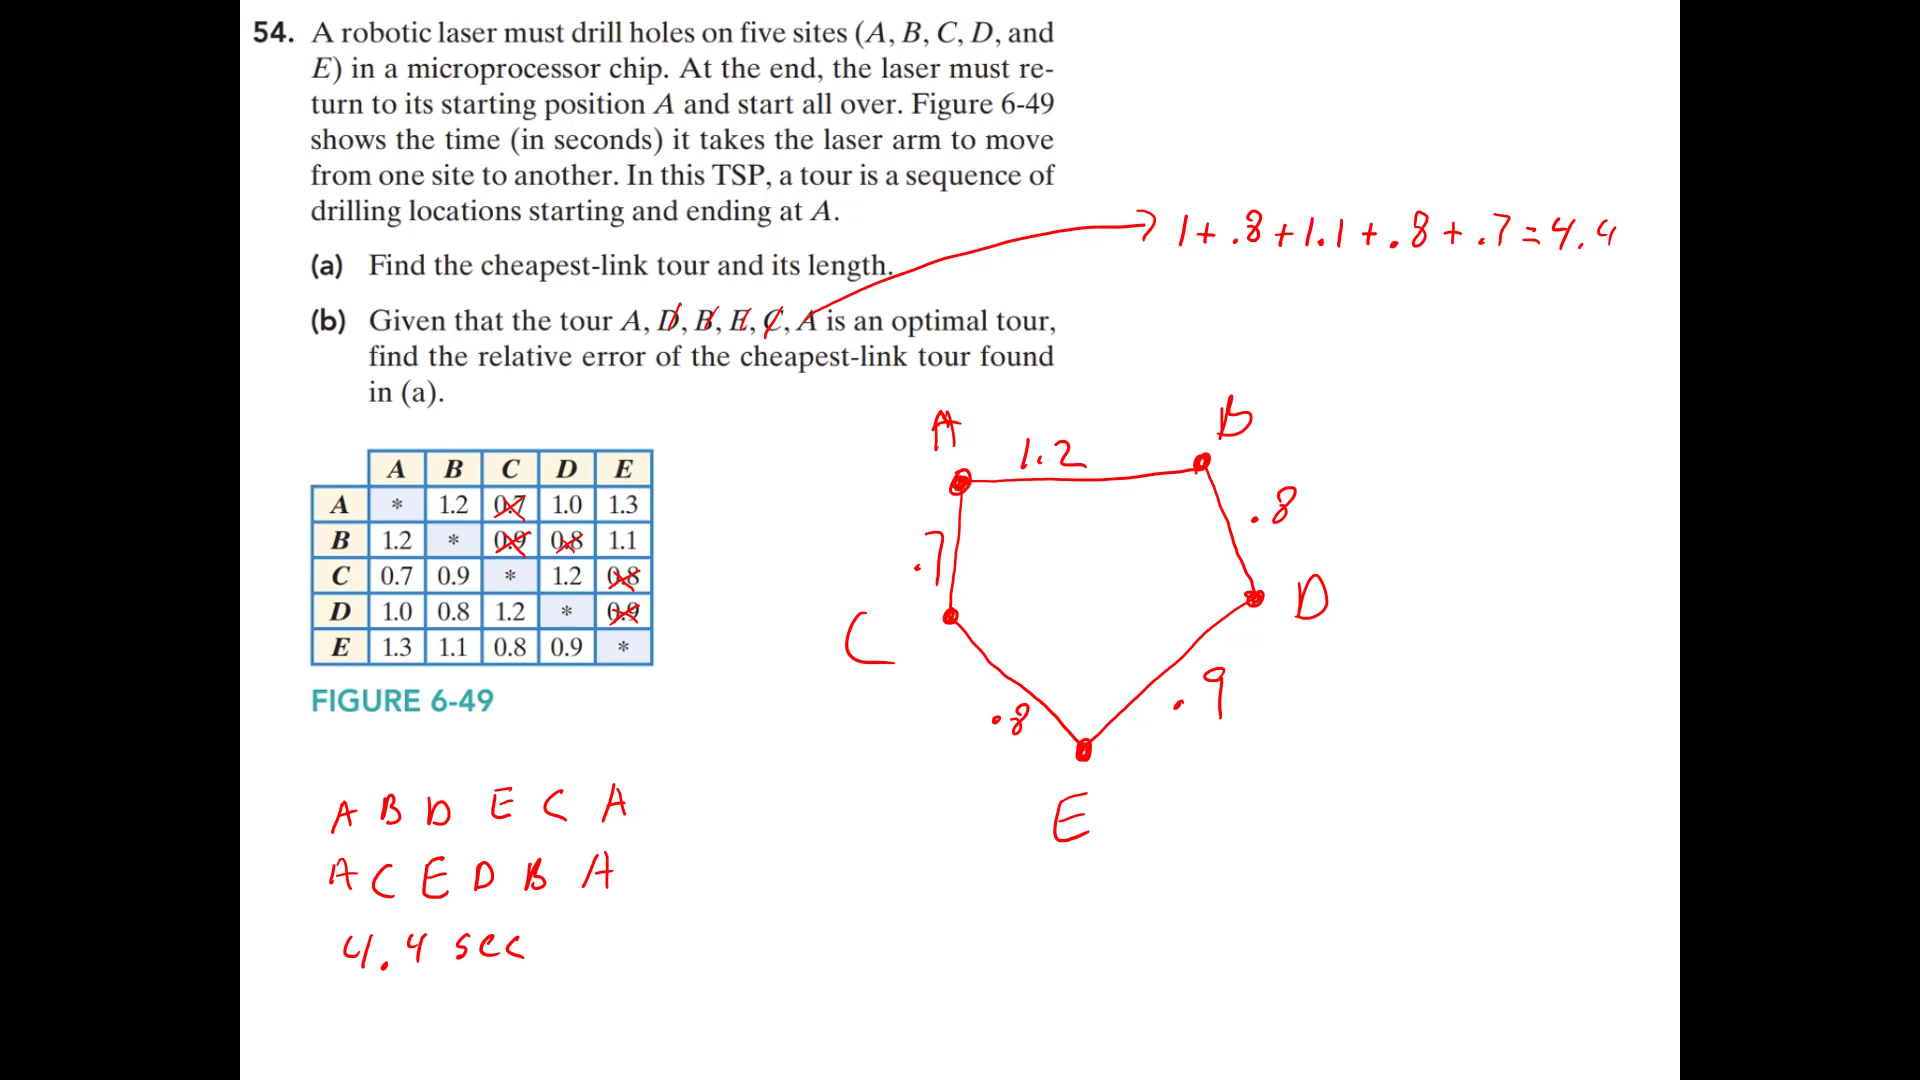 54. A robotic laser must drill holes on five sites (A, B, C, D, and
E) in a microprocessor chip. At the end, the laser must re-
turn to its starting position A and start all over. Figure 6-49
shows the time (in seconds) it takes the laser arm to move
from one site to another. In this TSP, a tour is a sequence of
drilling locations starting and ending at A.
(a) Find the cheapest-link tour and its length.
1 + .8 + 1.1 + .8 + .7 = 4.4
(b) Given that the tour A, D, B, E, C, A is an optimal tour,
find the relative error of the cheapest-link tour found
in (a).
A B C D E
A * 1.2 0.7 1.0 1.3
B 1.2 * 0.9 0.8 1.1
C 0.7 0.9 * 1.2 0.8
D 1.0 0.8 1.2 * 0.9
E 1.3 1.1 0.8 0.9 *
FIGURE 6-49
A
1.2
B
.8
.7
D
C
.9
.8
E
A B D E C A
A C E D B A
4.4 sec